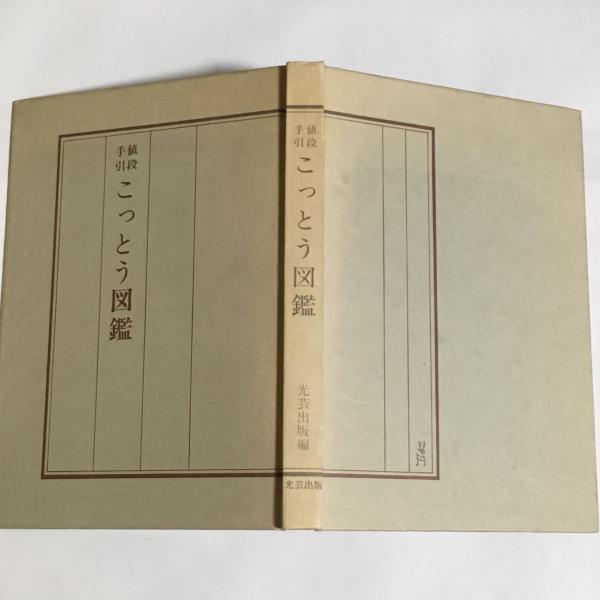 値段
手引
こっとう図鑑
値段
手引
こっとう図鑑
光芸出版編
光芸出版